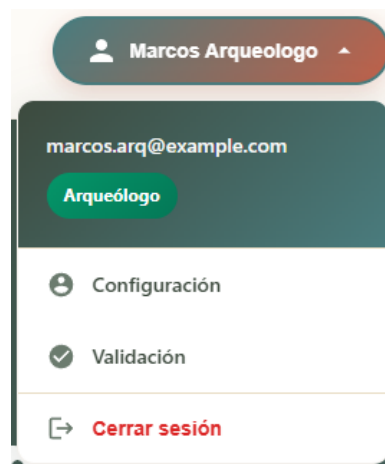 Marcos Arqueologo
marcos.arq@example.com
Arqueólogo
Configuración
Validación
Cerrar sesión